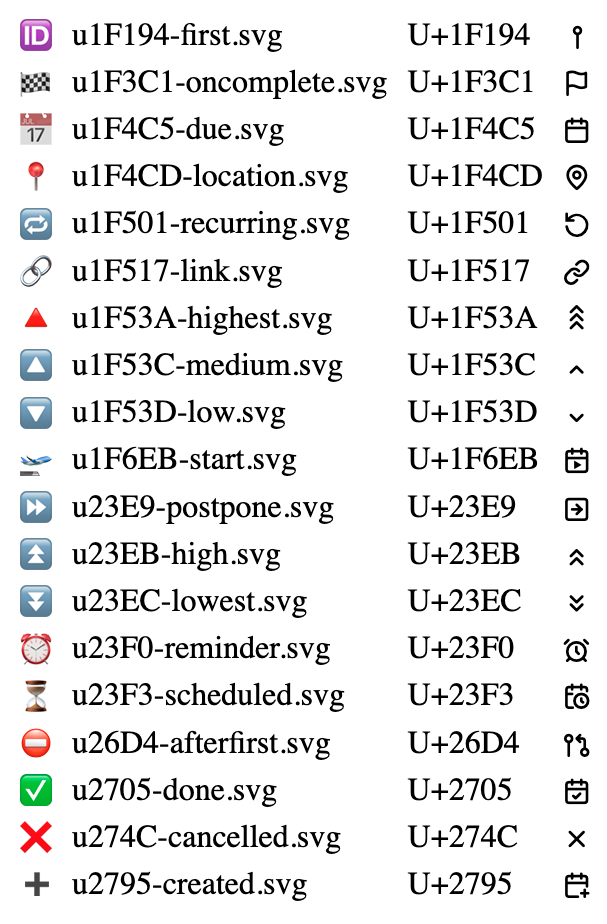 🆔 u1F194-first.svg U+1F194
🏁 u1F3C1-oncomplete.svg U+1F3C1
📅 u1F4C5-due.svg U+1F4C5
📍 u1F4CD-location.svg U+1F4CD
🔁 u1F501-recurring.svg U+1F501
🔗 u1F517-link.svg U+1F517
🔺 u1F53A-highest.svg U+1F53A
🔼 u1F53C-medium.svg U+1F53C
🔽 u1F53D-low.svg U+1F53D
🛫 u1F6EB-start.svg U+1F6EB
⏩ u23E9-postpone.svg U+23E9
⏫ u23EB-high.svg U+23EB
⏬ u23EC-lowest.svg U+23EC
⏰ u23F0-reminder.svg U+23F0
⏳ u23F3-scheduled.svg U+23F3
⛔ u26D4-afterfirst.svg U+26D4
✅ u2705-done.svg U+2705
❌ u274C-cancelled.svg U+274C
➕ u2795-created.svg U+2795